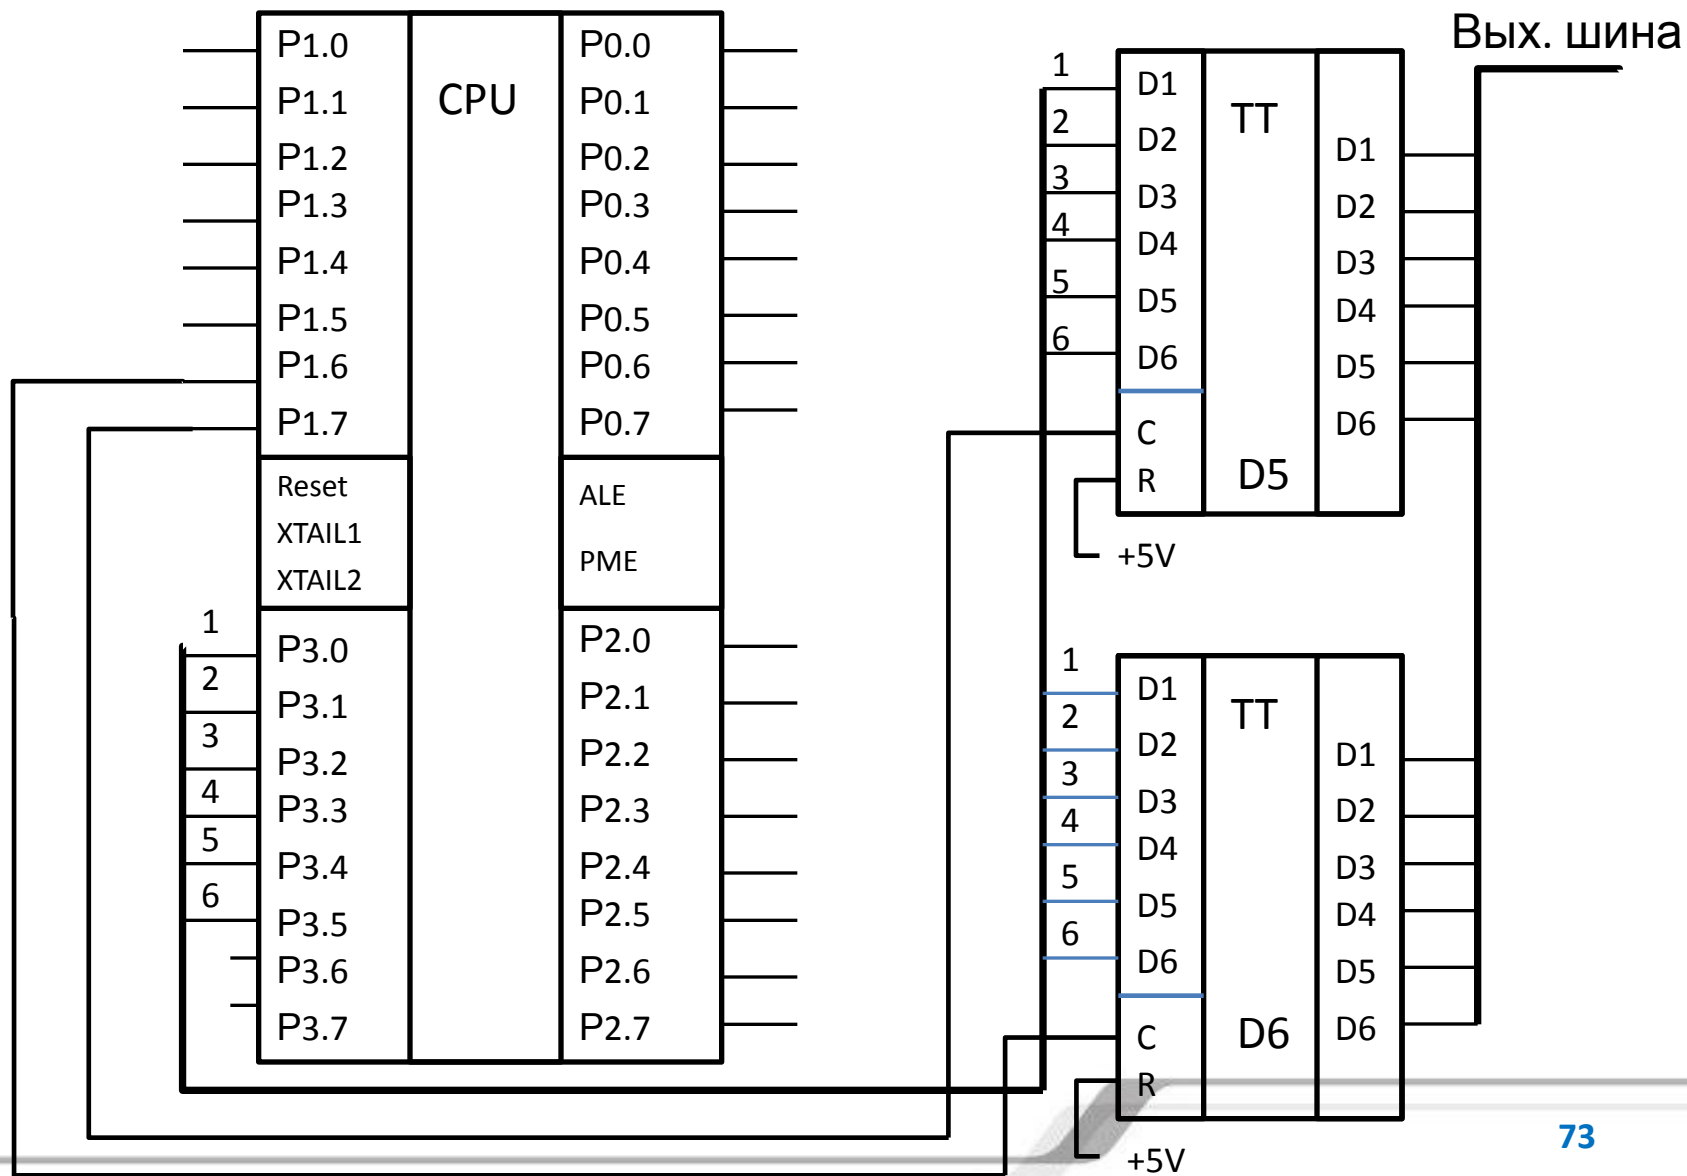 Вых. шина
P1.0
P1.1
P1.2
P1.3
P1.4
P1.5
P1.6
P1.7
Reset
XTAIL1
XTAIL2
1
2
3
4
5
6
P3.0
P3.1
P3.2
P3.3
P3.4
P3.5
P3.6
P3.7
CPU
P0.0
P0.1
P0.2
P0.3
P0.4
P0.5
P0.6
P0.7
ALE
PME
P2.0
P2.1
P2.2
P2.3
P2.4
P2.5
P2.6
P2.7
1
2
3
4
5
6
D1
D2
D3
D4
D5
D6
C
R
+5V
TT
D5
D1
D2
D3
D4
D5
D6
1
2
3
4
5
6
D1
D2
D3
D4
D5
D6
C
R
+5V
TT
D6
D1
D2
D3
D4
D5
D6
73